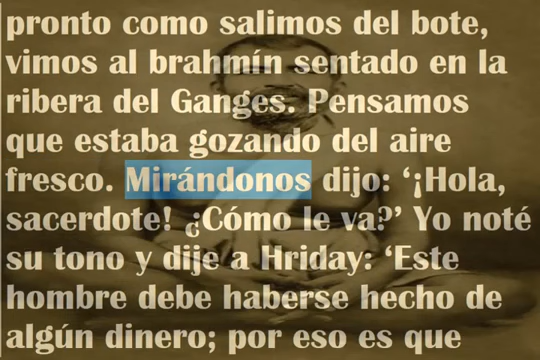 pronto como salimos del bote,
vimos al brahmín sentado en la
ribera del Ganges. Pensamos
que estaba gozando del aire
fresco. Mirándonos dijo: ‘¡Hola,
sacerdote! ¿Cómo le va?’ Yo noté
su tono y dije a Hriday: ‘Este
hombre debe haberse hecho de
algún dinero; por eso es que